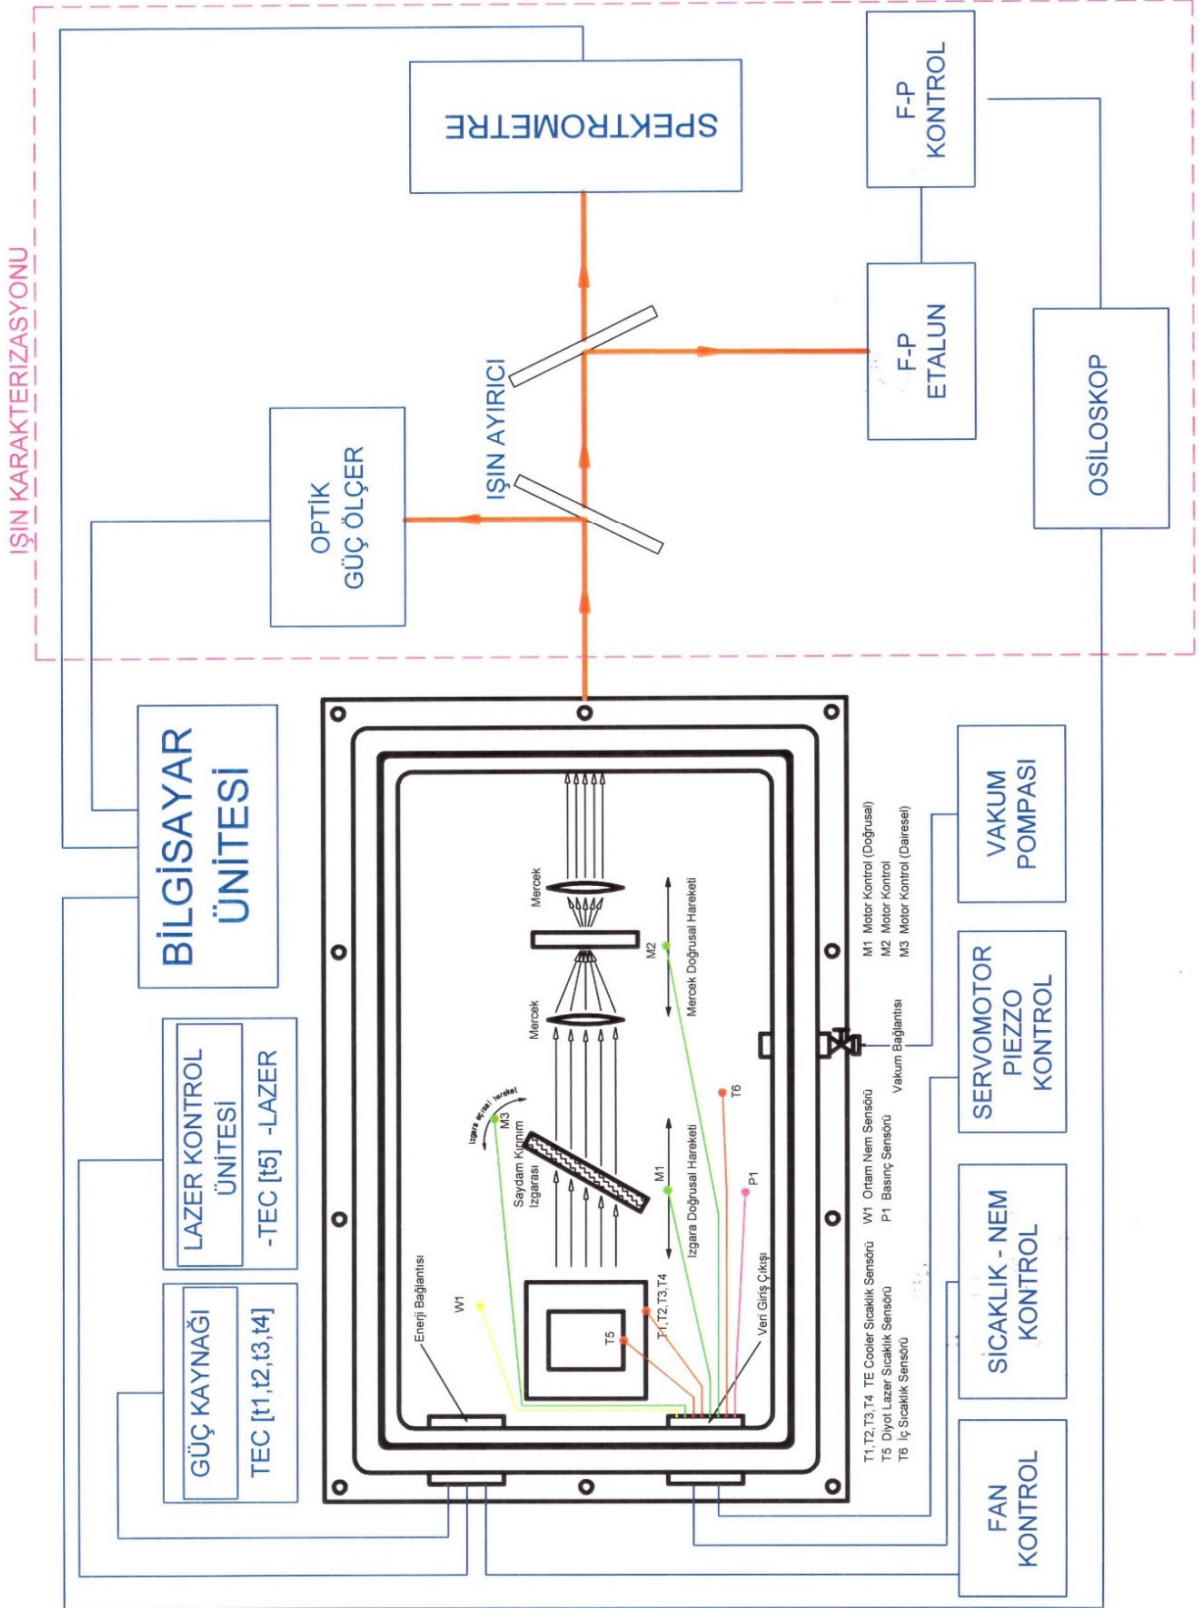 IŞIN KARAKTERIZASYONU
BİLGİSAYAR
ÜNİTESİ
LAZER KONTROL
ÜNİTESİ
-TEC [t5] -LAZER
GÜÇ KAYNAĞI
TEC [t1,t2,t3,t4]
OPTİK
GÜÇ ÖLÇER
IŞIN AYIRICI
SPEKTROMETRE
F-P
ETALUN
F-P
KONTROL
OSİLOSKOP
Enerji Bağlantısı
W1
T5
T1,T2,T3,T4
Veri Giriş Çıkışı
Saydam Kırınım
Izgarası
Izgara açısal hareket
M3
M1
Izgara Doğrusal Hareketi
P1
T6
Mercek
M2
Mercek Doğrusal Hareketi
Mercek
T1,T2,T3,T4 TE Cooler Sıcaklık Sensörü
T5 Diyot Lazer Sıcaklık Sensörü
T6 İç Sıcaklık Sensörü
W1 Ortam Nem Sensörü
P1 Basınç Sensörü
Vakum Bağlantısı
M1 Motor Kontrol (Doğrusal)
M2 Motor Kontrol
M3 Motor Kontrol (Dairesel)
FAN
KONTROL
SICAKLIK - NEM
KONTROL
SERVOMOTOR
PIEZZO
KONTROL
VAKUM
POMPASI